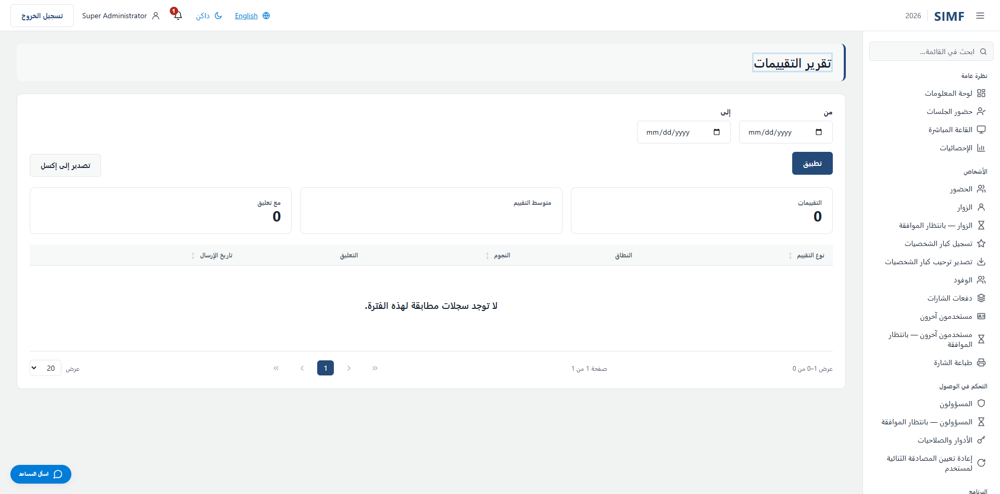 SIMF
2026
English
داكن
1
Super Administrator
تسجيل الخروج
ابحث في القائمة...
نظرة عامة
لوحة المعلومات
حضور الجلسات
القاعة المباشرة
الإحصائيات
الأشخاص
الحضور
الزوار
الزوار — بانتظار الموافقة
تسجيل كبار الشخصيات
تصدير ترحيب كبار الشخصيات
الوفود
دفعات الشارات
مستخدمون آخرون
مستخدمون آخرون — بانتظار
الموافقة
طباعة الشارة
التحكم في الوصول
المسؤولون
المسؤولون — بانتظار الموافقة
الأدوار والصلاحيات
إعادة تعيين المصادقة الثنائية
لمستخدم
البرنامج
تقرير التقييمات
من
إلى
mm/dd/yyyy
mm/dd/yyyy
تطبيق
تصدير إلى إكسل
التقييمات
0
متوسط التقييم
مع تعليق
0
نوع التقييم
النطاق
النجوم
التعليق
تاريخ الإرسال
لا توجد سجلات مطابقة لهذه الفترة.
عرض 1–0 من 0
صفحة 1 من 1
1
عرض
20
اسأل المساعد